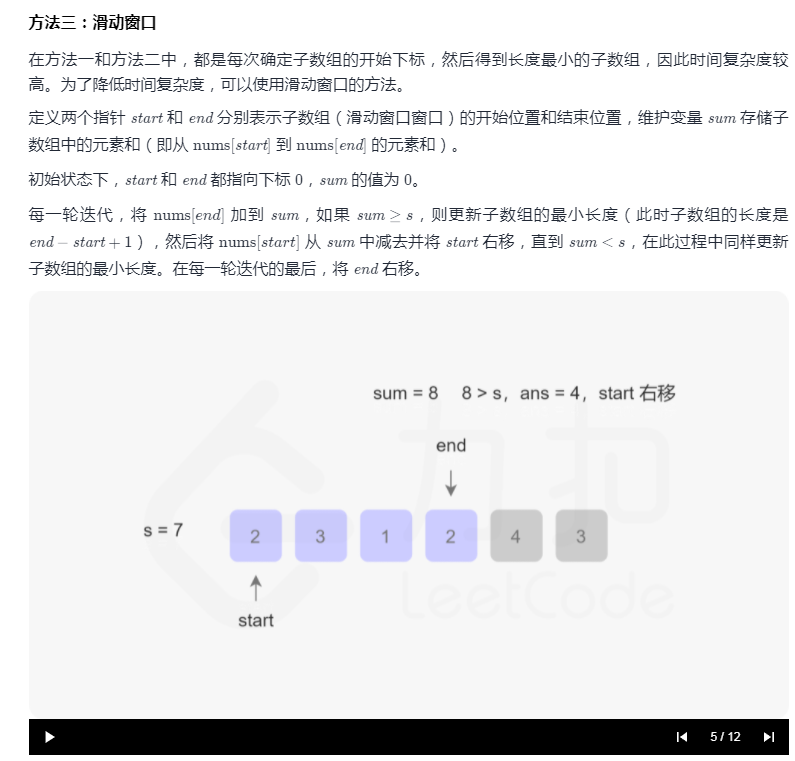 方法三：滑动窗口
在方法一和方法二中，都是每次确定子数组的开始下标，然后得到长度最小的子数组，因此时间复杂度较
高。为了降低时间复杂度，可以使用滑动窗口的方法。
定义两个指针 start 和 end 分别表示子数组（滑动窗口窗口）的开始位置和结束位置，维护变量 sum 存储子
数组中的元素和（即从 nums[start] 到 nums[end] 的元素和）。
初始状态下，start 和 end 都指向下标 0，sum 的值为 0。
每一轮迭代，将 nums[end] 加到 sum，如果 sum ≥ s，则更新子数组的最小长度（此时子数组的长度是
end − start + 1），然后将 nums[start] 从 sum 中减去并将 start 右移，直到 sum < s，在此过程中同样更新
子数组的最小长度。在每一轮迭代的最后，将 end 右移。
sum = 8 8 > s，ans = 4，start 右移
end
s = 7 2 3 1 2 4 3
start
力扣
LeetCode
5 / 12